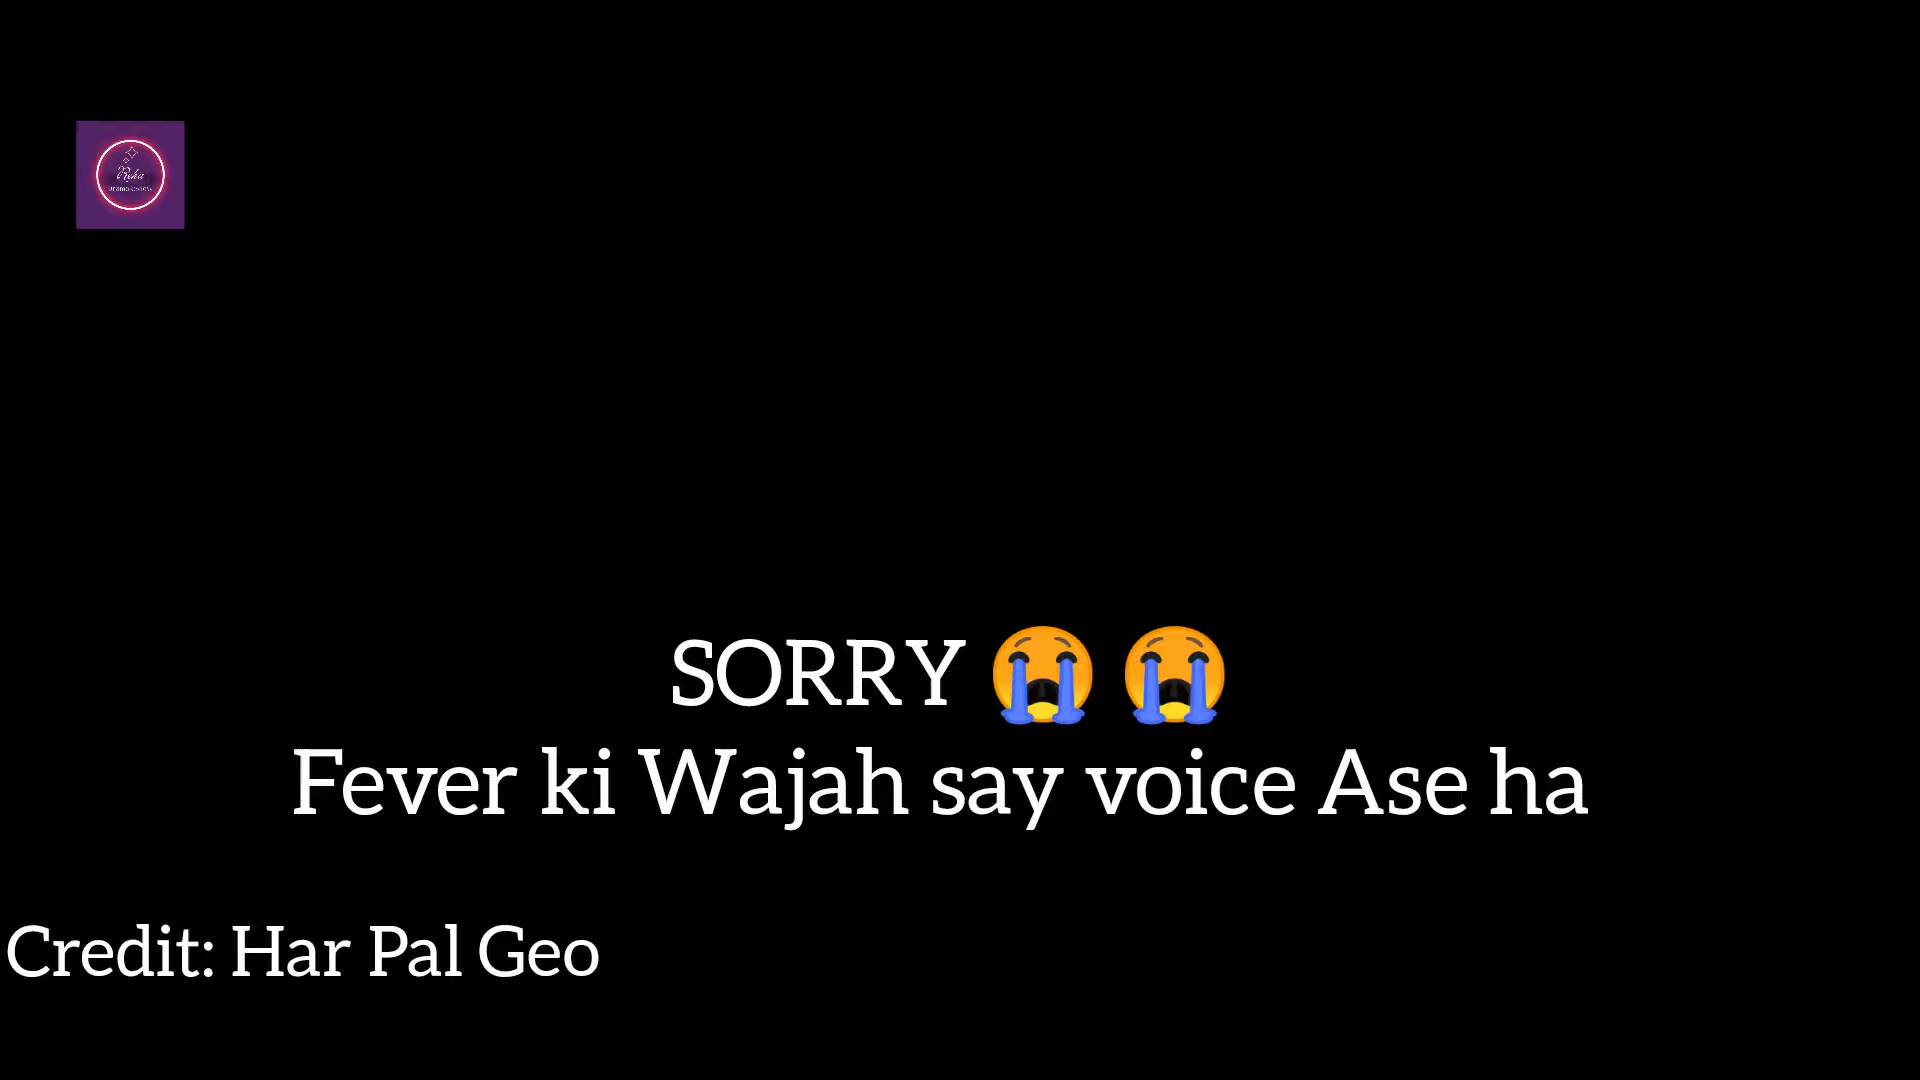 SORRY 😭 😭
Fever ki Wajah say voice Ase ha
Credit: Har Pal Geo